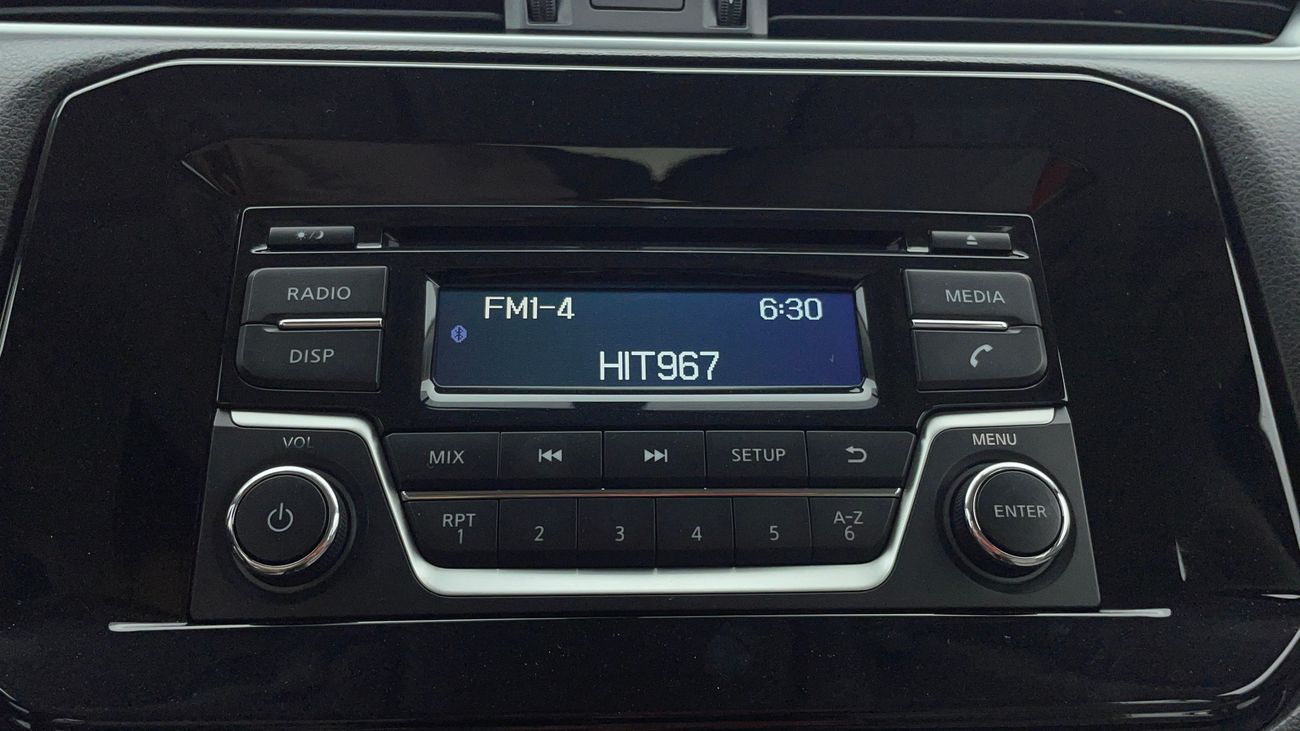 RADIO
DISP
FM1-4 6:30
HIT967
MEDIA
VOL
MIX
SETUP
RPT
1
2
3
4
5
A-Z
6
MENU
ENTER